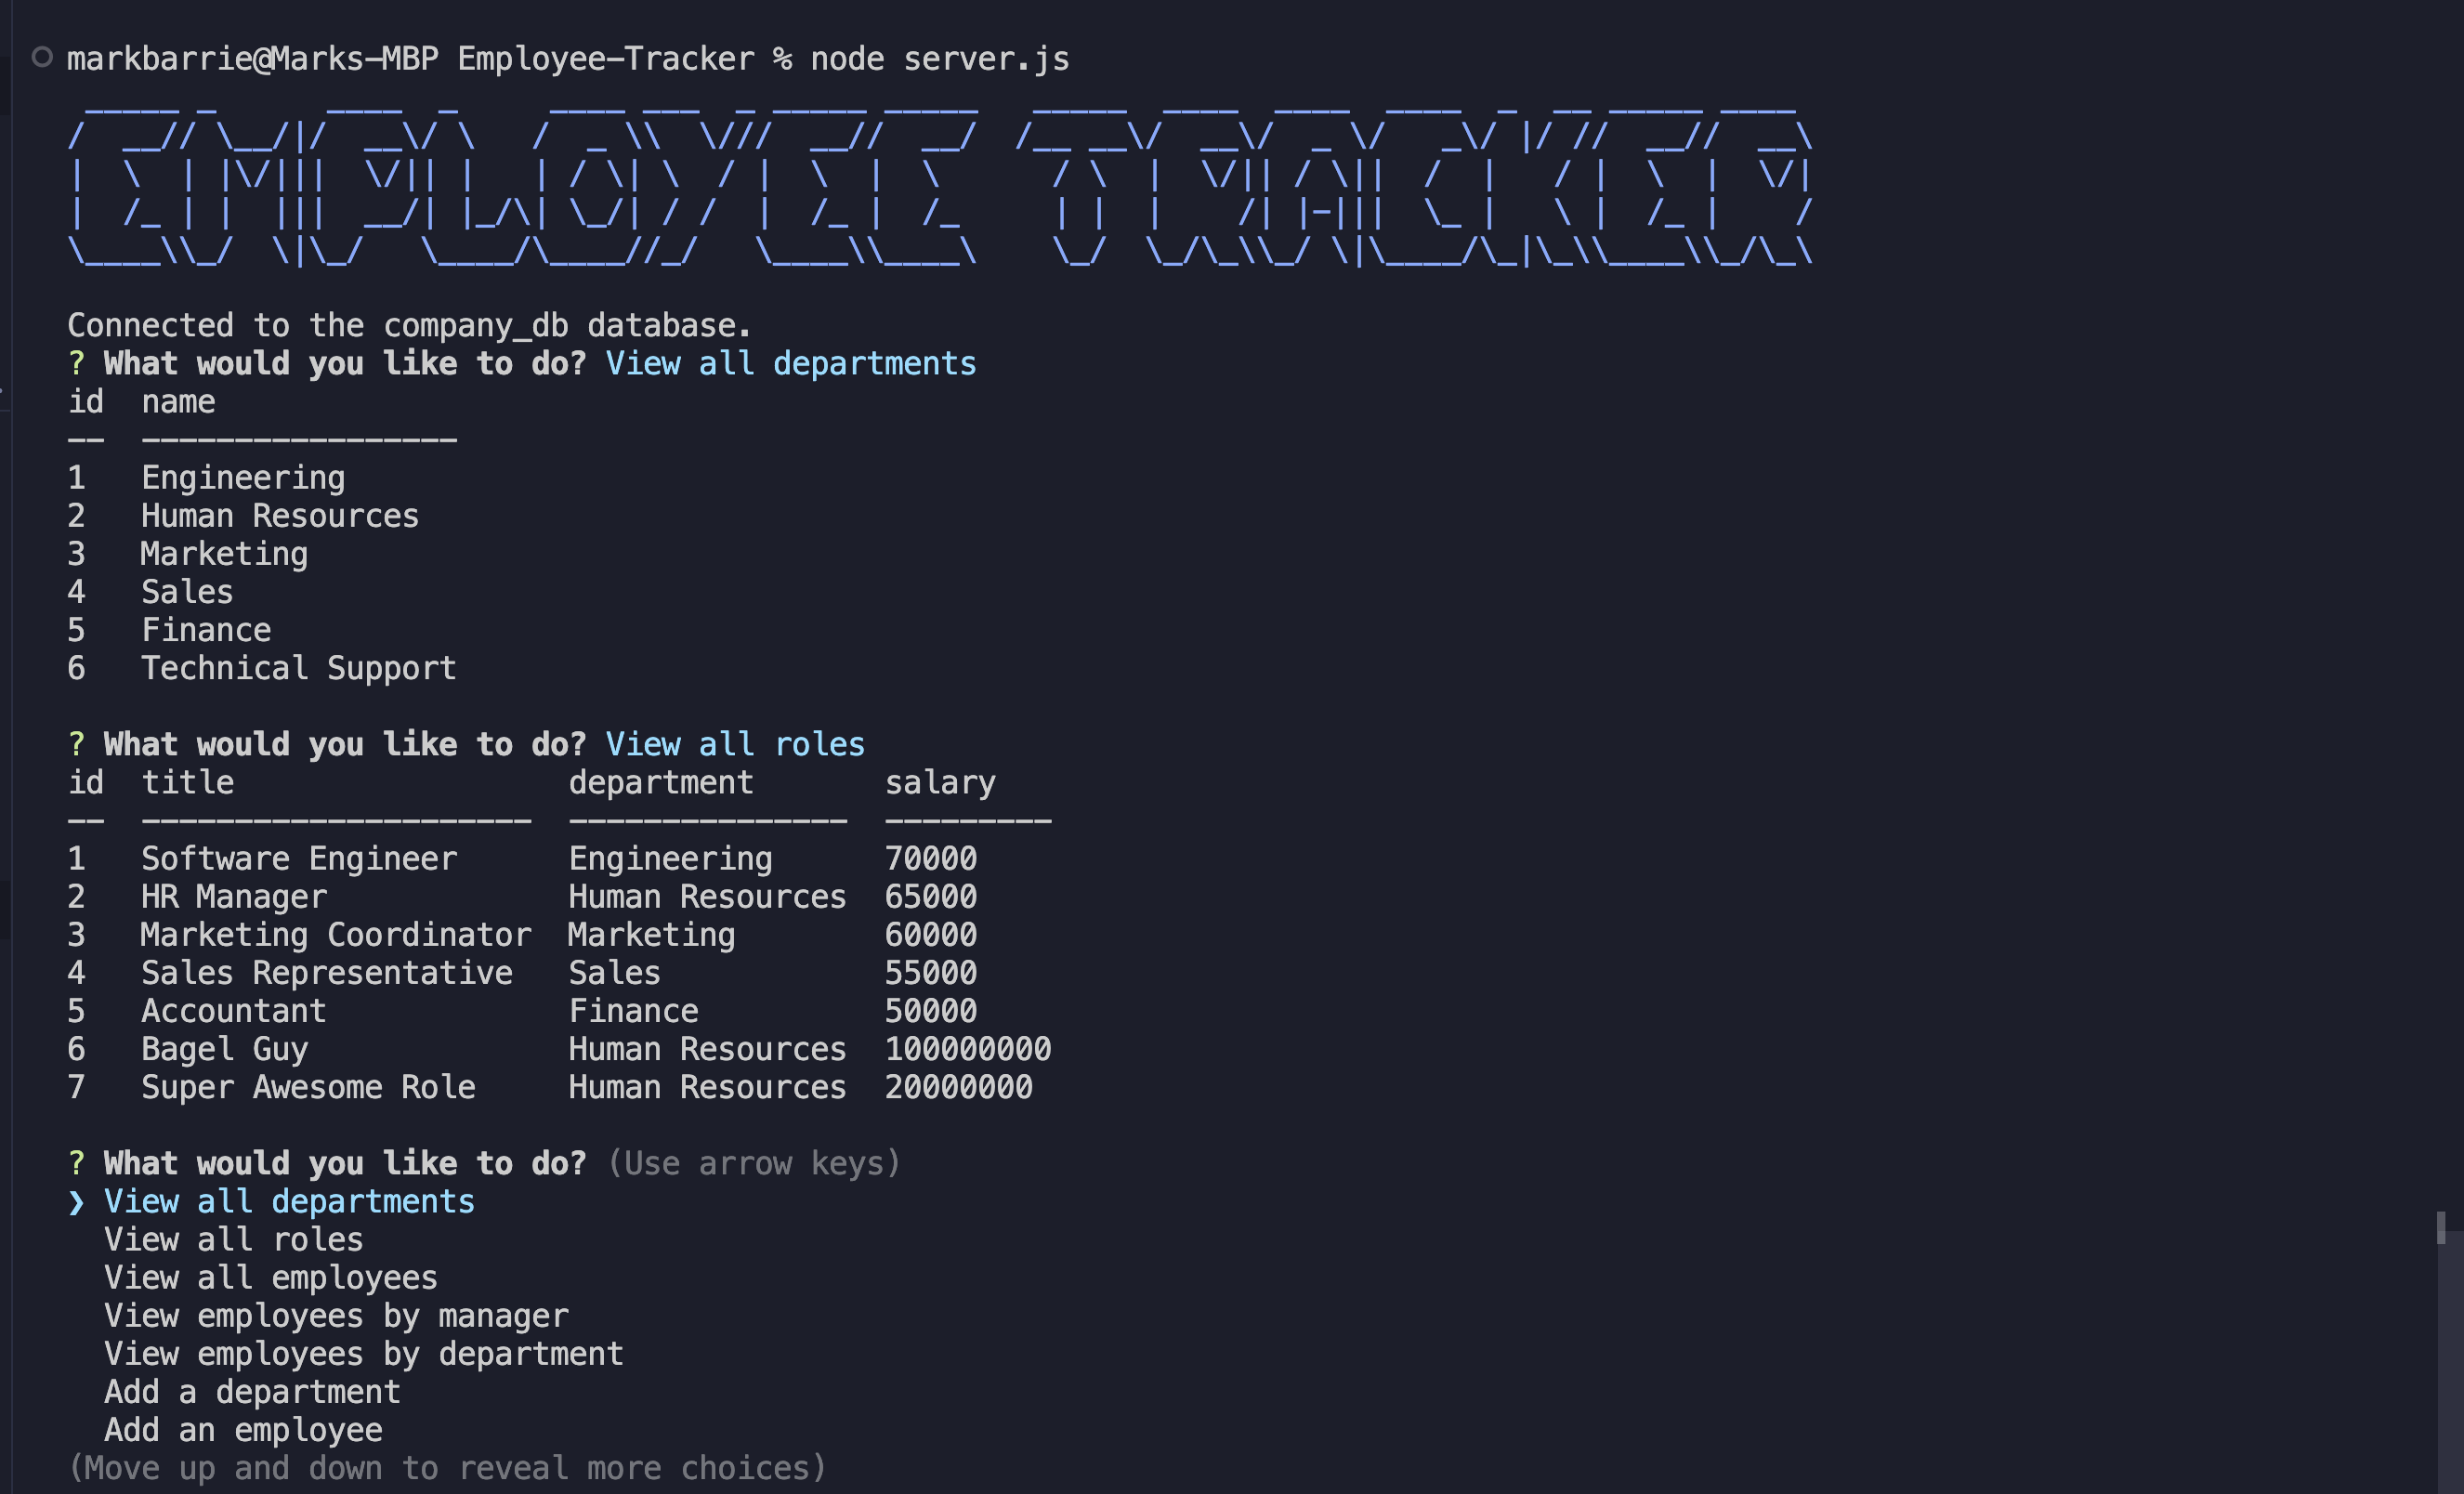 markbarrie@Marks-MBP Employee-Tracker % node server.js
EMPLOYEE TRACKER
Connected to the company_db database.
? What would you like to do? View all departments
id  name
--  -----------------
1   Engineering
2   Human Resources
3   Marketing
4   Sales
5   Finance
6   Technical Support
? What would you like to do? View all roles
id  title                  department       salary
--  ---------------------  ---------------  ---------
1   Software Engineer      Engineering      70000
2   HR Manager             Human Resources  65000
3   Marketing Coordinator  Marketing        60000
4   Sales Representative   Sales            55000
5   Accountant             Finance          50000
6   Bagel Guy              Human Resources  100000000
7   Super Awesome Role     Human Resources  20000000
? What would you like to do? (Use arrow keys)
❯ View all departments
  View all roles
  View all employees
  View employees by manager
  View employees by department
  Add a department
  Add an employee
(Move up and down to reveal more choices)